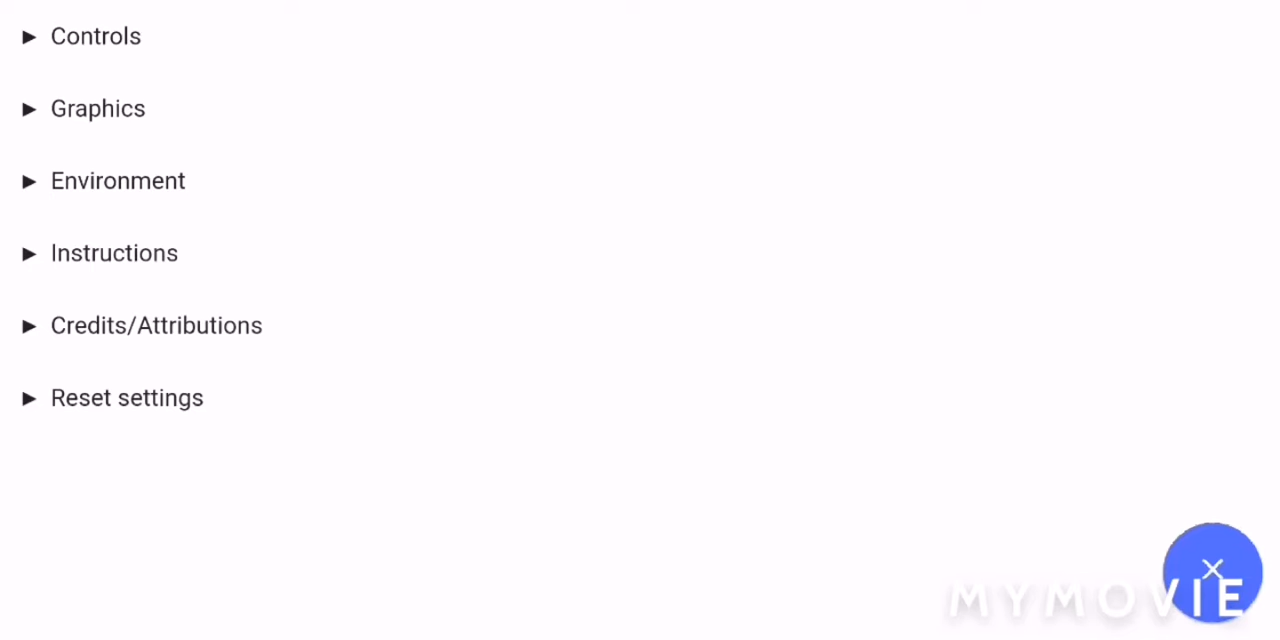 Controls
Graphics
Environment
Instructions
Credits/Attributions
Reset settings
MYMOVIE